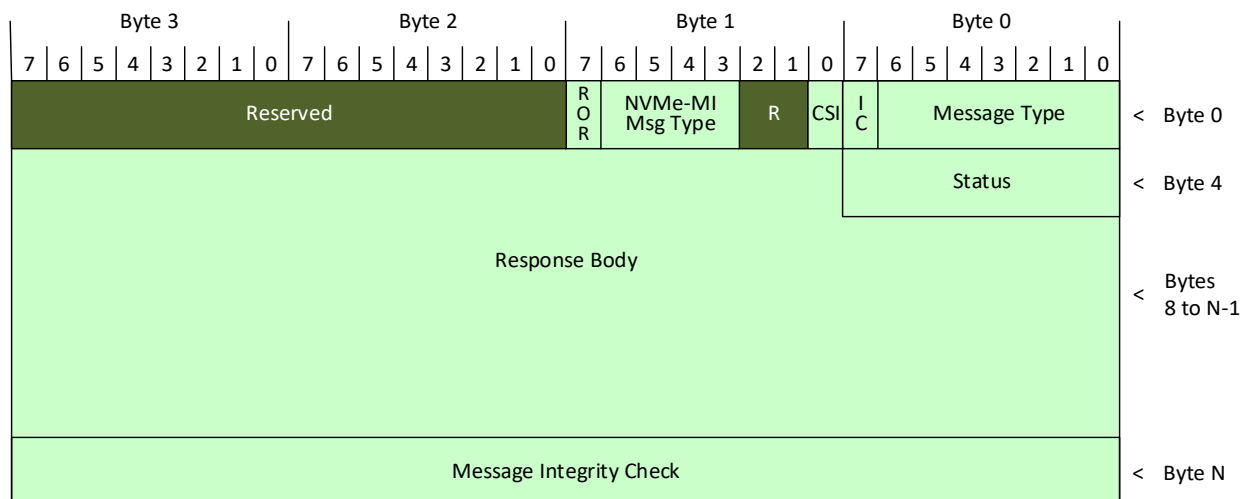 Byte 3 Byte 2 Byte 1 Byte 0
7 6 5 4 3 2 1 0 7 6 5 4 3 2 1 0 7 6 5 4 3 2 1 0 7 6 5 4 3 2 1 0
Reserved
R
O
R
NVMe-MI
Msg Type
R
CSI
I
C
Message Type
< Byte 0
Status
< Byte 4
Response Body
< Bytes
8 to N-1
Message Integrity Check
< Byte N